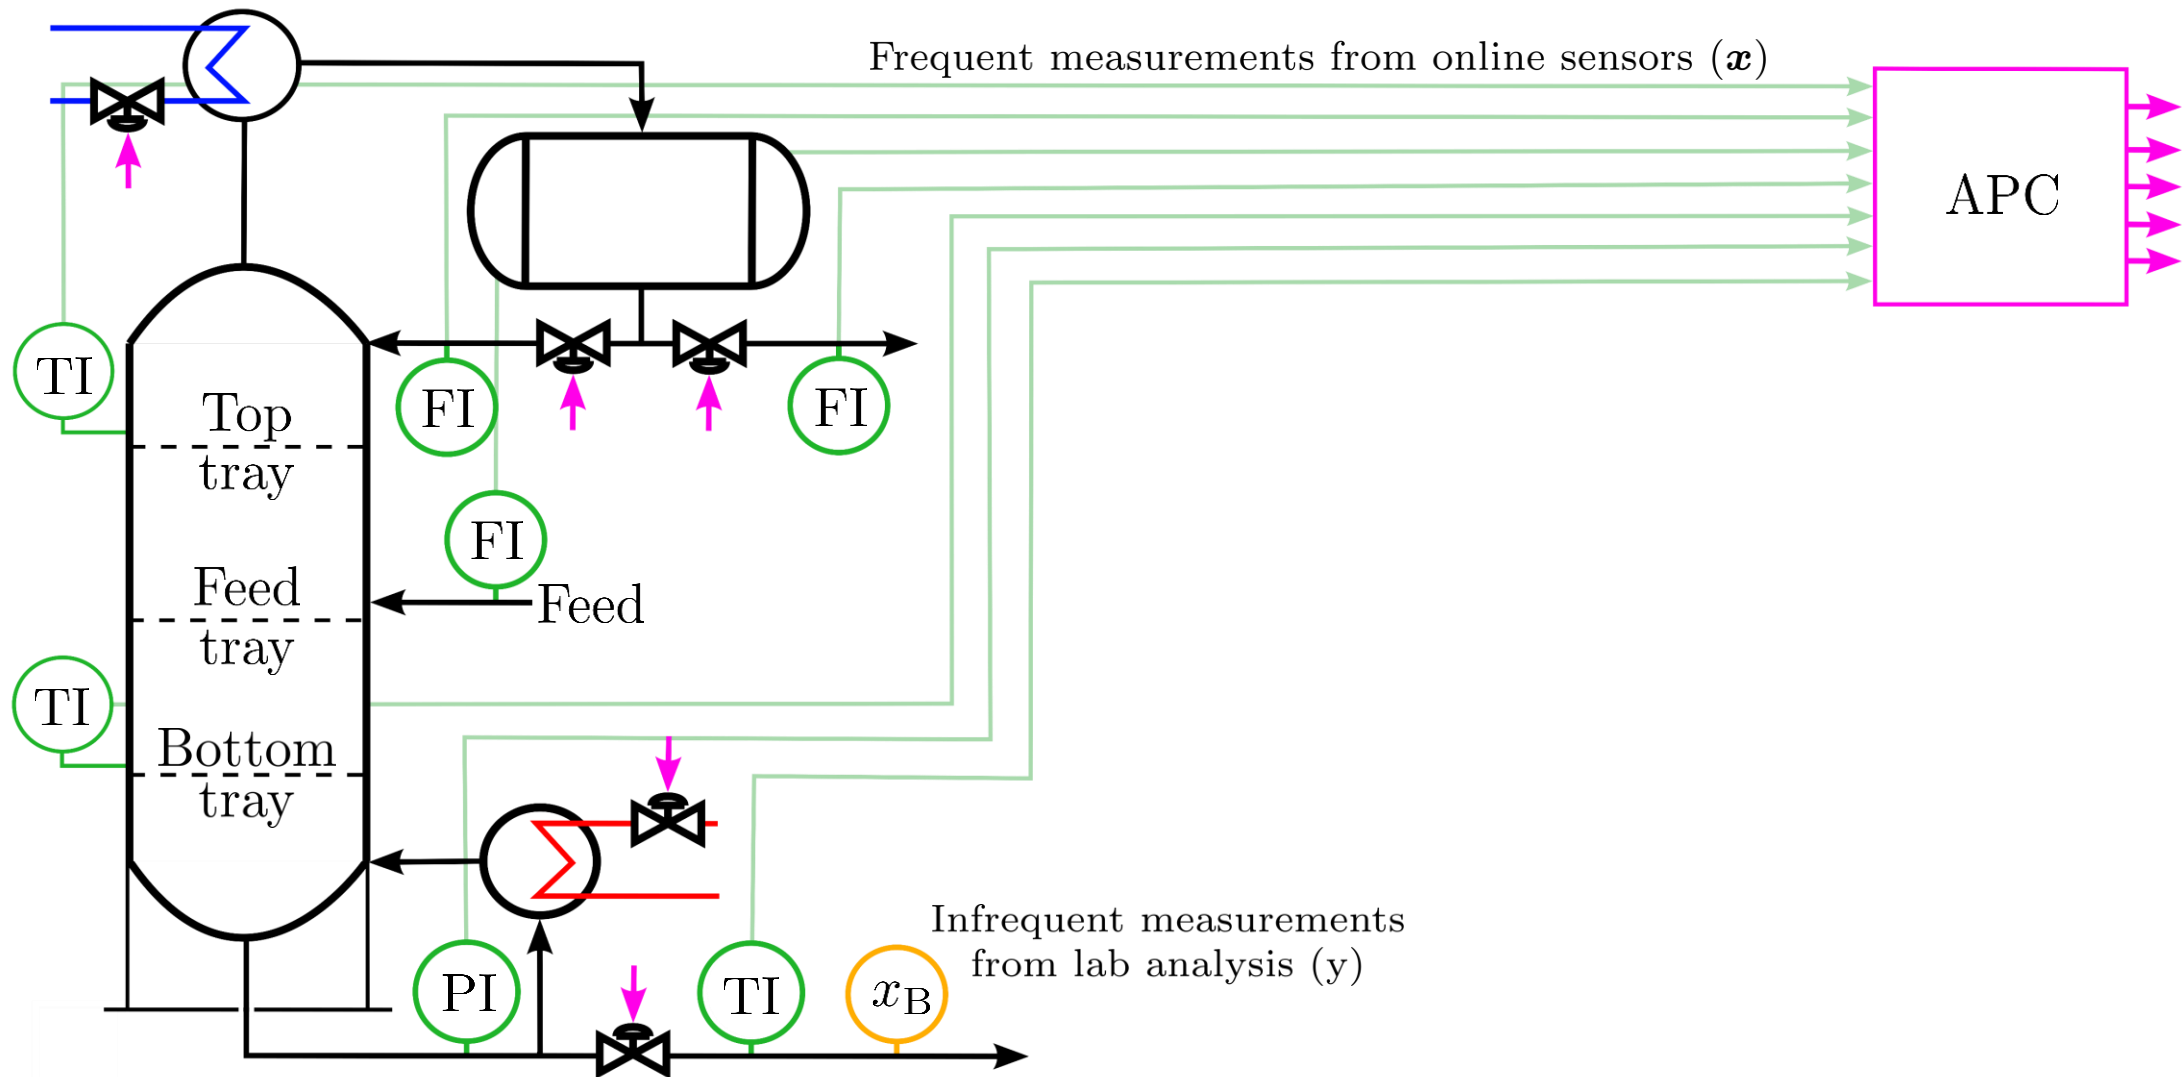 Frequent measurements from online sensors (x)
APC
TI
FI
FI
Top
tray
FI
Feed
Feed
tray
TI
Bottom
tray
Infrequent measurements
from lab analysis (y)
PI
TI
xB